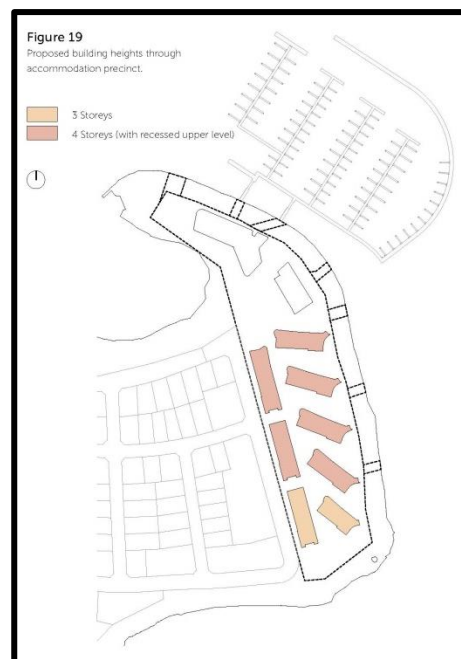 Figure 19
Proposed building heights through
accommodation precinct.
3 Storeys
4 Storeys (with recessed upper level)